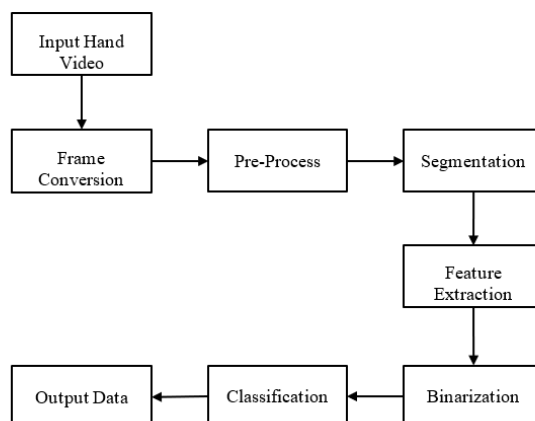 Input Hand
Video
Frame
Conversion
Pre-Process
Segmentation
Feature
Extraction
Binarization
Classification
Output Data